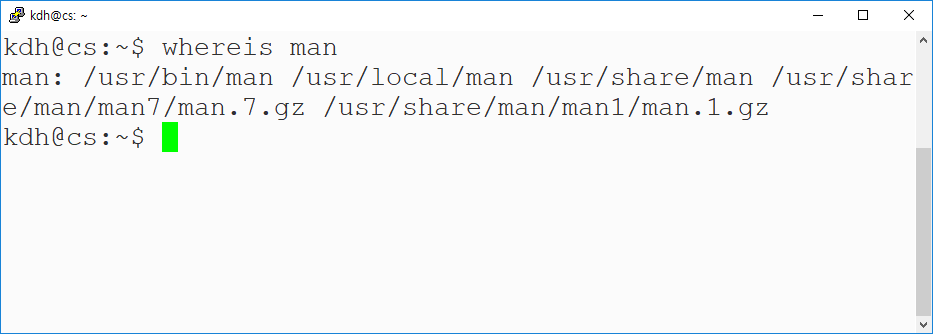 kdh@cs: ~
kdh@cs:~$ whereis man
man: /usr/bin/man /usr/local/man /usr/share/man /usr/shar
e/man/man7/man.7.gz /usr/share/man/man1/man.1.gz
kdh@cs:~$